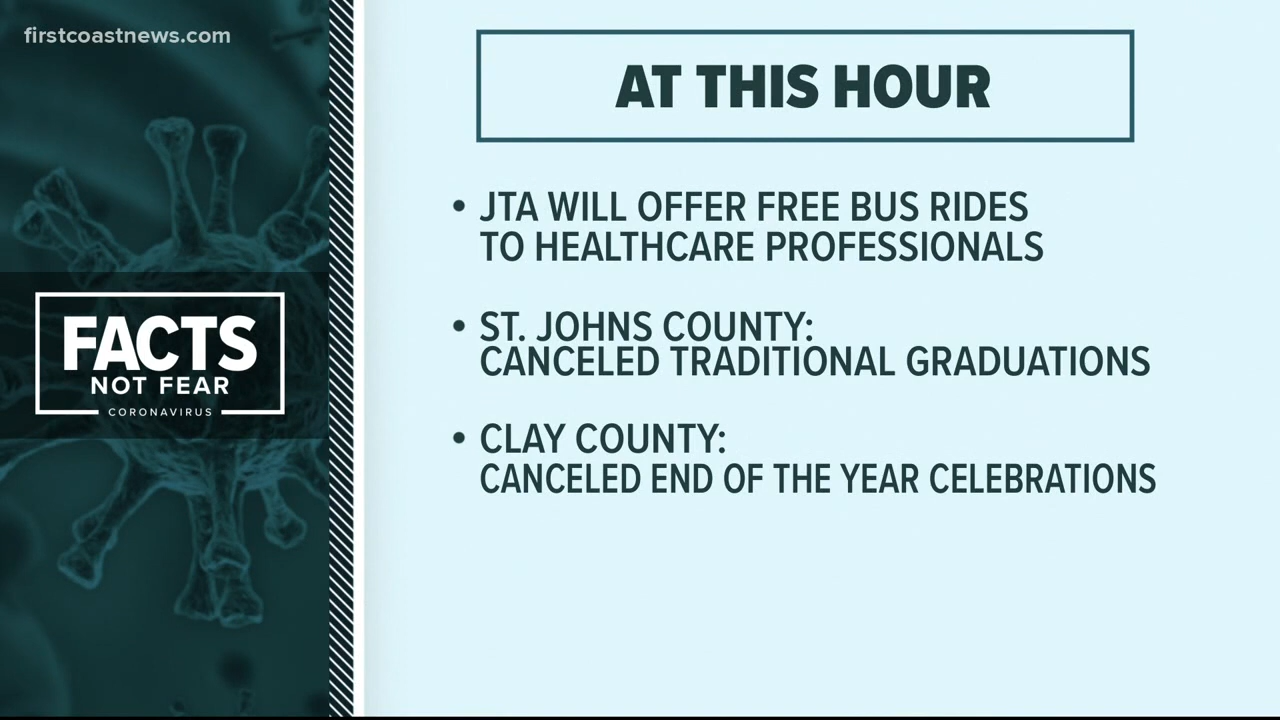 firstcoastnews.com
FACTS
NOT FEAR
CORONAVIRUS
AT THIS HOUR
• JTA WILL OFFER FREE BUS RIDES
TO HEALTHCARE PROFESSIONALS
• ST. JOHNS COUNTY:
CANCELED TRADITIONAL GRADUATIONS
• CLAY COUNTY:
CANCELED END OF THE YEAR CELEBRATIONS